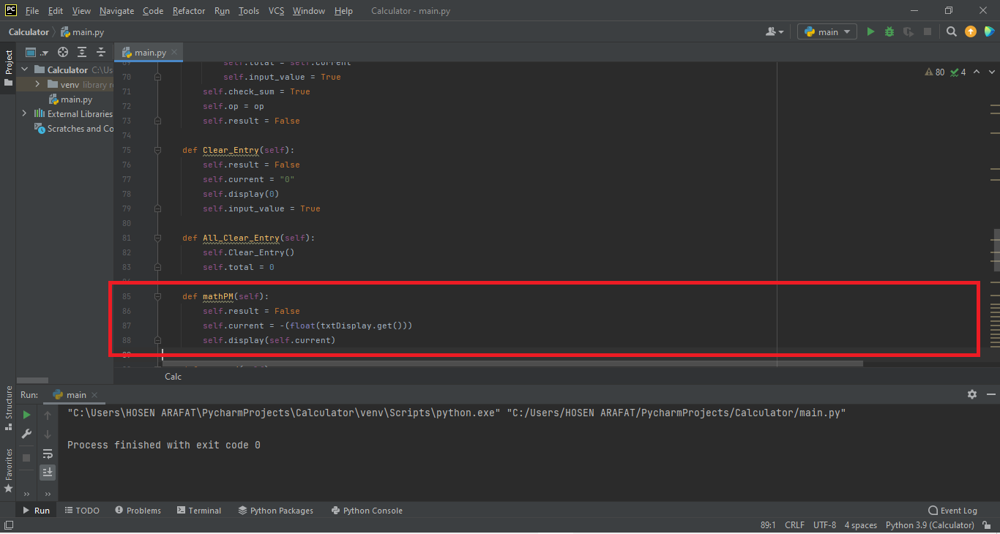 PC File Edit View Navigate Code Refactor Run Tools VCS Window Help Calculator - main.py
Calculator main.py main
Project main.py 80 4
Calculator C:\Us
venv library r
main.py
External Libraries
Scratches and Co
self.total = self.current
70 self.input_value = True
71 self.check_sum = True
72 self.op = op
73 self.result = False
74
75 def Clear_Entry(self):
76 self.result = False
77 self.current = "0"
78 self.display(0)
79 self.input_value = True
80
81 def All_Clear_Entry(self):
82 self.Clear_Entry()
83 self.total = 0
85 def mathPM(self):
86 self.result = False
87 self.current = -(float(txtDisplay.get()))
88 self.display(self.current)
89
Calc
Structure
Favorites
Run: main
"C:\Users\HOSEN ARAFAT\PycharmProjects\Calculator\venv\Scripts\python.exe" "C:/Users/HOSEN ARAFAT/PycharmProjects/Calculator/main.py"
Process finished with exit code 0
Run TODO Problems Terminal Python Packages Python Console Event Log
89:1 CRLF UTF-8 4 spaces Python 3.9 (Calculator)